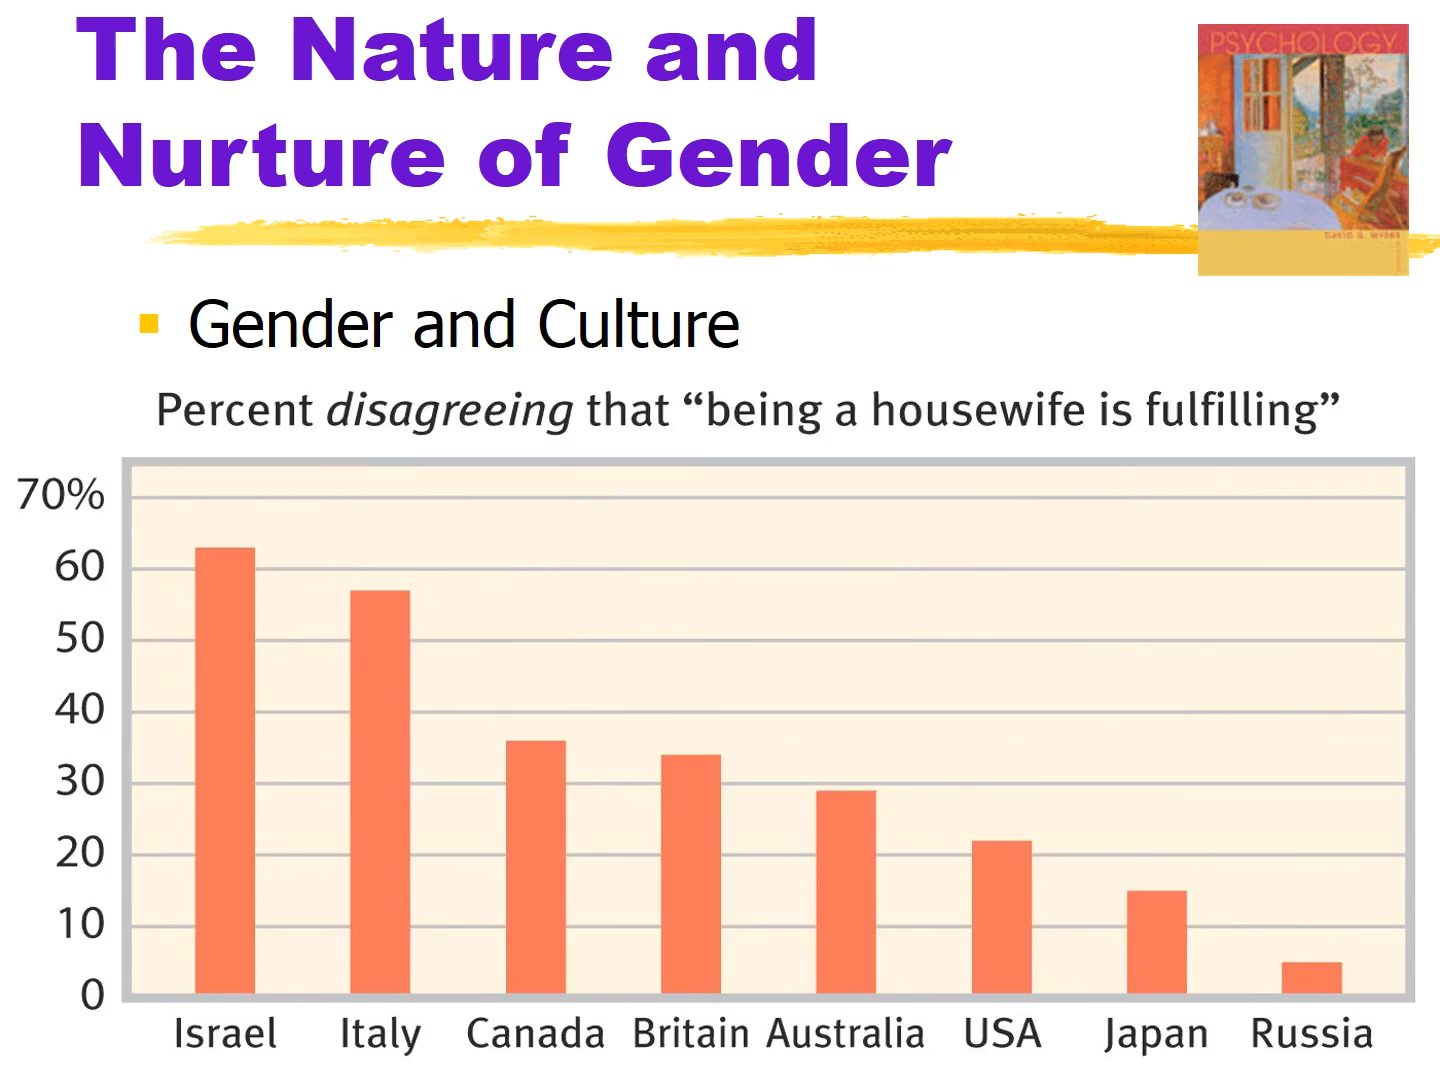 The Nature and
Nurture of Gender
PSYCHOLOGY
Gender and Culture
Percent disagreeing that “being a housewife is fulfilling”
70%
60
50
40
30
20
10
0
Israel Italy Canada Britain Australia USA Japan Russia